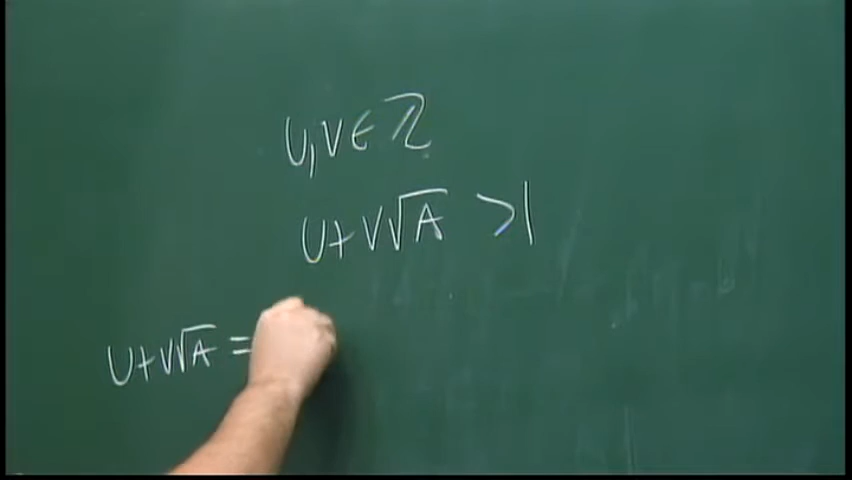 U, V ∈ ℤ
U + V√A > 1
U + V√A =